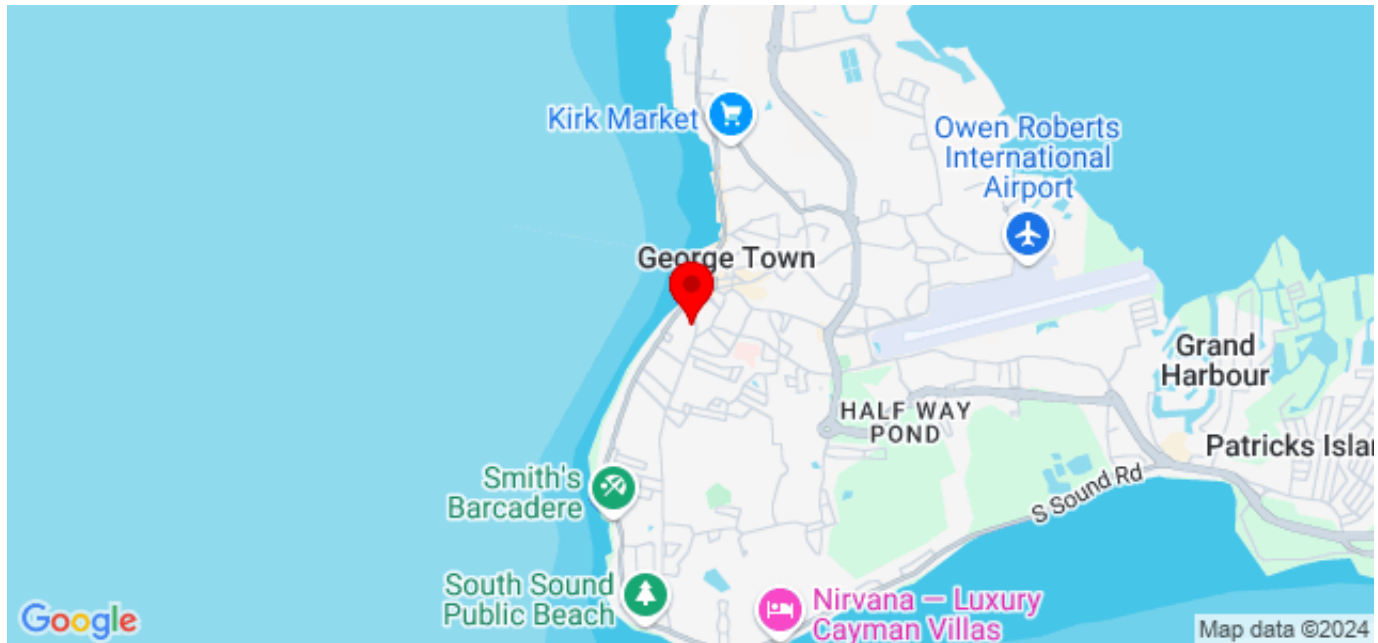 Kirk Market
Owen Roberts
International
Airport
George Town
Grand
Harbour
HALF WAY
POND
Patricks Islan
Smith's
Barcadere
S Sound Rd
South Sound
Public Beach
Nirvana — Luxury
Cayman Villas
Google
Map data ©2024